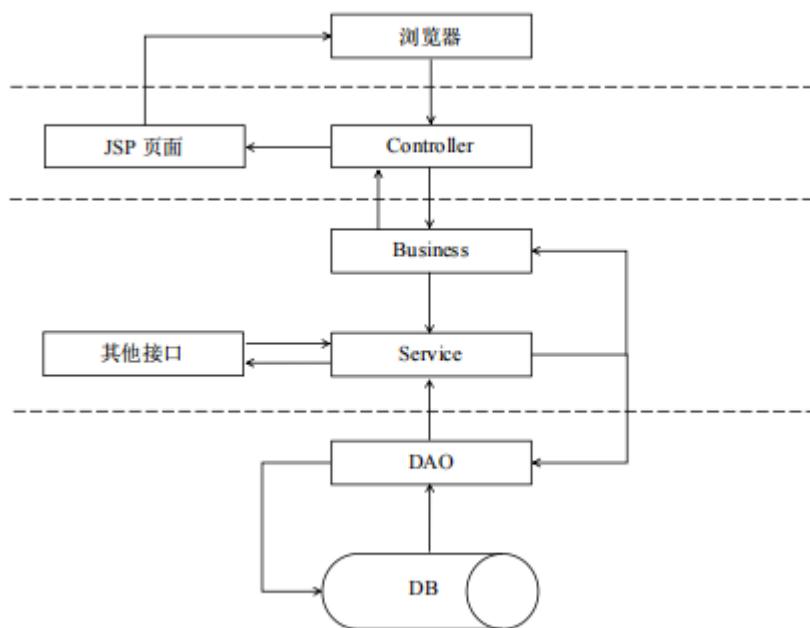 浏览器
JSP 页面
Controller
Business
其他接口
Service
DAO
DB